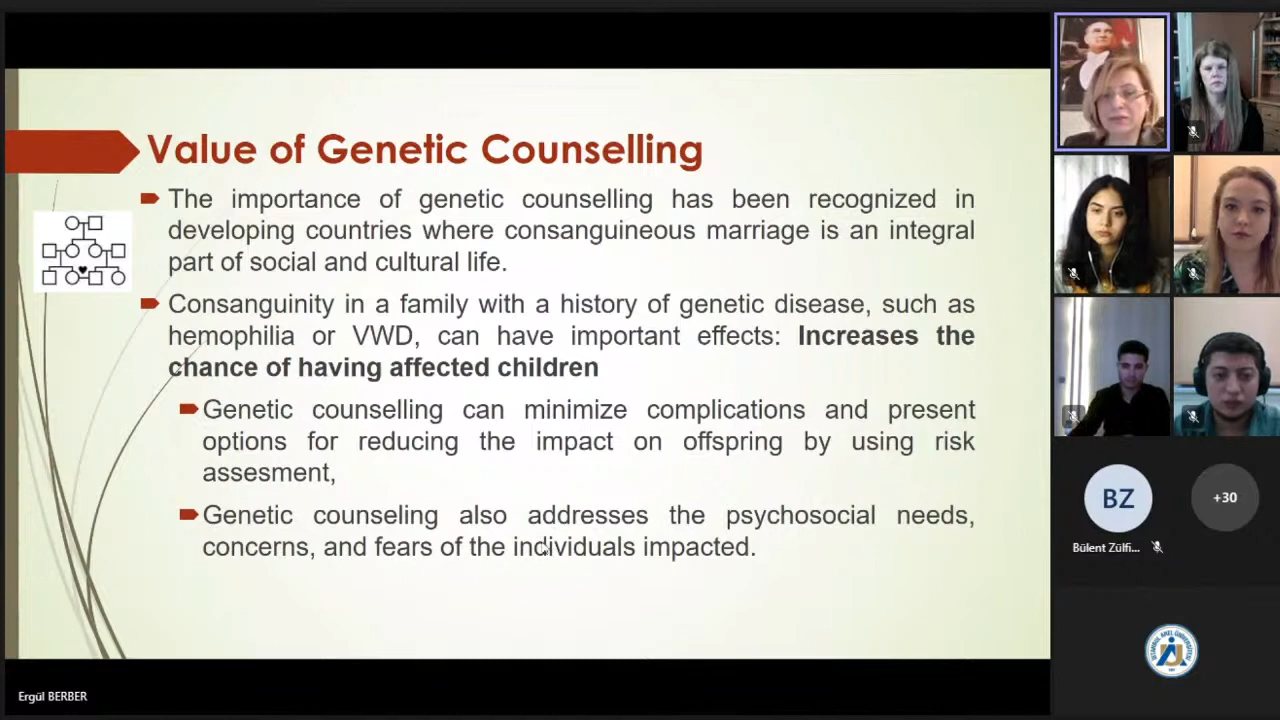 Value of Genetic Counselling
The importance of genetic counselling has been recognized in
developing countries where consanguineous marriage is an integral
part of social and cultural life.
Consanguinity in a family with a history of genetic disease, such as
hemophilia or VWD, can have important effects: Increases the
chance of having affected children
Genetic counselling can minimize complications and present
options for reducing the impact on offspring by using risk
assesment,
Genetic counseling also addresses the psychosocial needs,
concerns, and fears of the individuals impacted.
Ergül BERBER
BZ
+30
Bülent Zülfi...